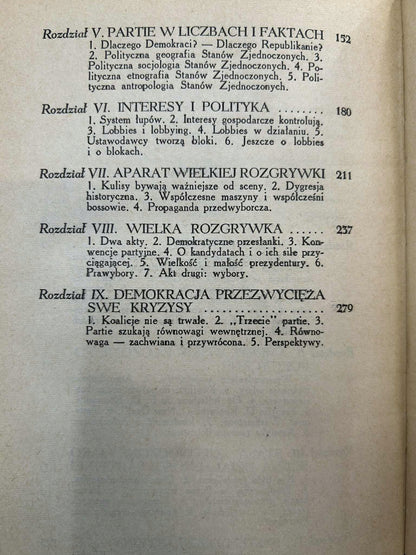 Rozdział V. PARTIE W LICZBACH I FAKTACH 152
1. Dlaczego Demokraci? — Dlaczego Republikanie?
2. Polityczna geografia Stanów Zjednoczonych. 3.
Polityczna socjologia Stanów Zjednoczonych. 4. Po-
lityczna etnografia Stanów Zjednoczonych. 5. Poli-
tyczna antropologia Stanów Zjednoczonych.
Rozdział VI. INTERESY I POLITYKA ........ 180
1. System łupów. 2. Interesy gospodarcze kontrolują.
3. Lobbies i lobbying. 4. Lobbies w działaniu. 5.
Ustawodawcy tworzą bloki. 6. Jeszcze o lobbies
i o blokach.
Rozdział VII. APARAT WIELKIEJ ROZGRYWKI 211
1. Kulisy bywają ważniejsze od sceny. 2. Dygresja
historyczna. 3. Współczesne maszyny i współcześni
bossowie. 4. Propaganda przedwyborcza.
Rozdział VIII. WIELKA ROZGRYWKA ..... 237
1. Dwa akty. 2. Demokratyczne przesłanki. 3. Kon-
wencje partyjne. 4. O kandydatach i o ich sile przy-
ciągającej. 5. Wielkość i małość prezydentury. 6.
Prawybory. 7. Akt drugi: wybory.
Rozdział IX. DEMOKRACJA PRZEZWYCIĘŻA
SWE KRYZYSY .................... 279
1. Koalicje nie są trwałe. 2. „Trzecie" partie. 3.
Partie szukają równowagi wewnętrznej. 4. Równo-
waga — zachwiana i przywrócona. 5. Perspektywy.